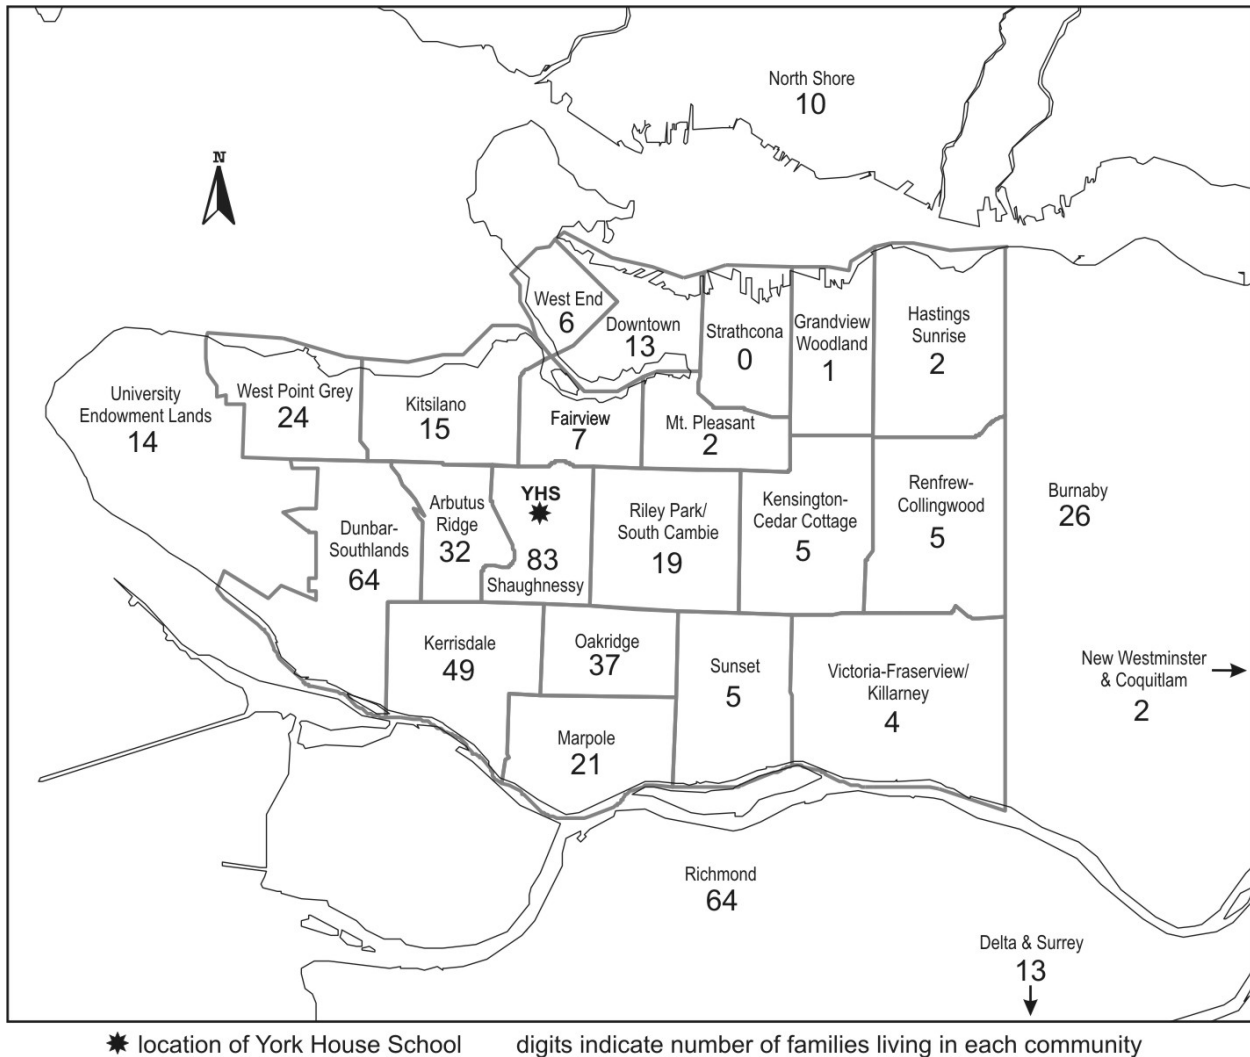 North Shore
10
N
West End
6
Downtown
13
Strathcona
0
Grandview
Woodland
1
Hastings
Sunrise
2
University
Endowment Lands
14
West Point Grey
24
Kitsilano
15
Fairview
7
Mt. Pleasant
2
Dunbar-
Southlands
64
Arbutus
Ridge
32
YHS
83
Shaughnessy
Riley Park/
South Cambie
19
Kensington-
Cedar Cottage
5
Renfrew-
Collingwood
5
Burnaby
26
Kerrisdale
49
Oakridge
37
Sunset
5
Victoria-Fraserview/
Killarney
4
New Westminster
& Coquitlam
2
Marpole
21
Richmond
64
Delta & Surrey
13
location of York House School
digits indicate number of families living in each community